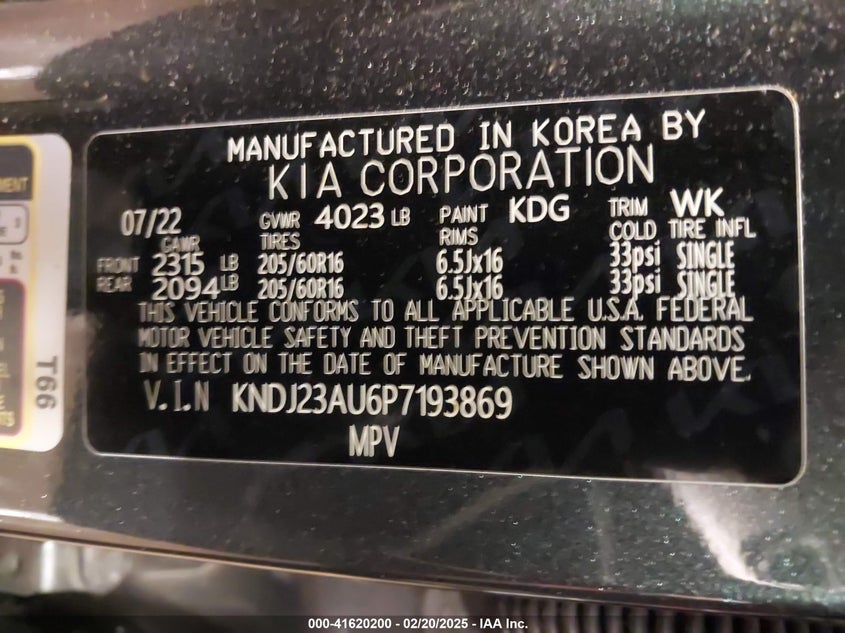 MANUFACTURED IN KOREA BY
KIA CORPORATION
07/22 GVWR 4023 LB PAINT KDG TRIM WK
GAWR TIRES RIMS COLD TIRE INFL
FRONT 2315 LB 205/60R16 6.5Jx16 33psi SINGLE
REAR 2094 LB 205/60R16 6.5Jx16 33psi SINGLE
THIS VEHICLE CONFORMS TO ALL APPLICABLE U.S.A. FEDERAL
MOTOR VEHICLE SAFETY AND THEFT PREVENTION STANDARDS
IN EFFECT ON THE DATE OF MANUFACTURE SHOWN ABOVE.
V.I.N KNDJ23AU6P7193869
MPV
T66
000-41620200 - 02/20/2025 - IAA Inc.